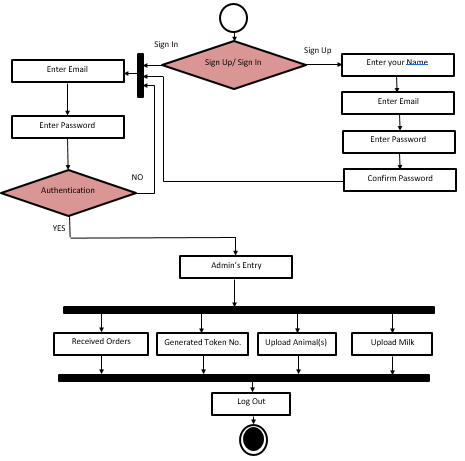 Sign In
Sign Up/ Sign In
Sign Up
Enter Email
Enter your Name
Enter Email
Enter Password
Enter Password
Confirm Password
Authentication
NO
YES
Admin's Entry
Received Orders
Generated Token No.
Upload Animal(s)
Upload Milk
Log Out